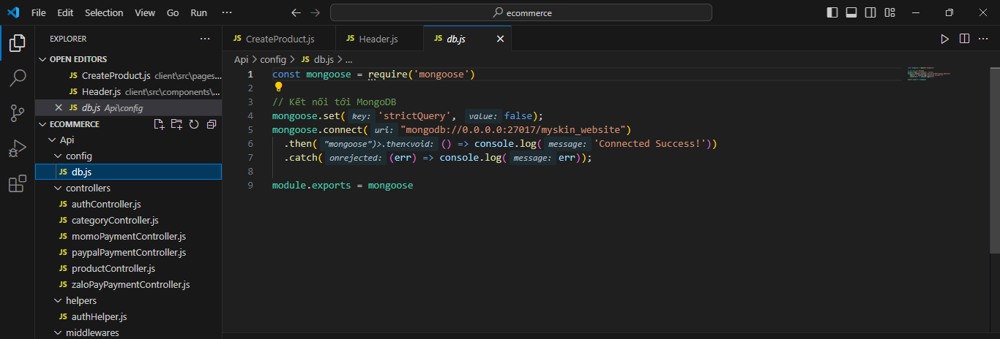 File Edit Selection View Go Run ··· ecommerce
EXPLORER ···
OPEN EDITORS
JS CreateProduct.js client\src\pages...
JS Header.js client\src\components\...
JS db.js Api\config
ECOMMERCE
Api
config
JS db.js
controllers
JS authController.js
JS categoryController.js
JS momoPaymentController.js
JS paypalPaymentController.js
JS productController.js
JS zaloPayPaymentController.js
helpers
JS authHelper.js
middlewares
JS CreateProduct.js JS Header.js JS db.js
Api > config > JS db.js > ...
1 const mongoose = require('mongoose')
2
3 // Kết nối tới MongoDB
4 mongoose.set( key: 'strictQuery', value: false);
5 mongoose.connect( uri: "mongodb://0.0.0.0:27017/myskin_website")
6 .then( "mongoose")>.then<void: () => console.log( message: 'Connected Success!'))
7 .catch( onrejected: (err) => console.log( message: err));
8
9 module.exports = mongoose